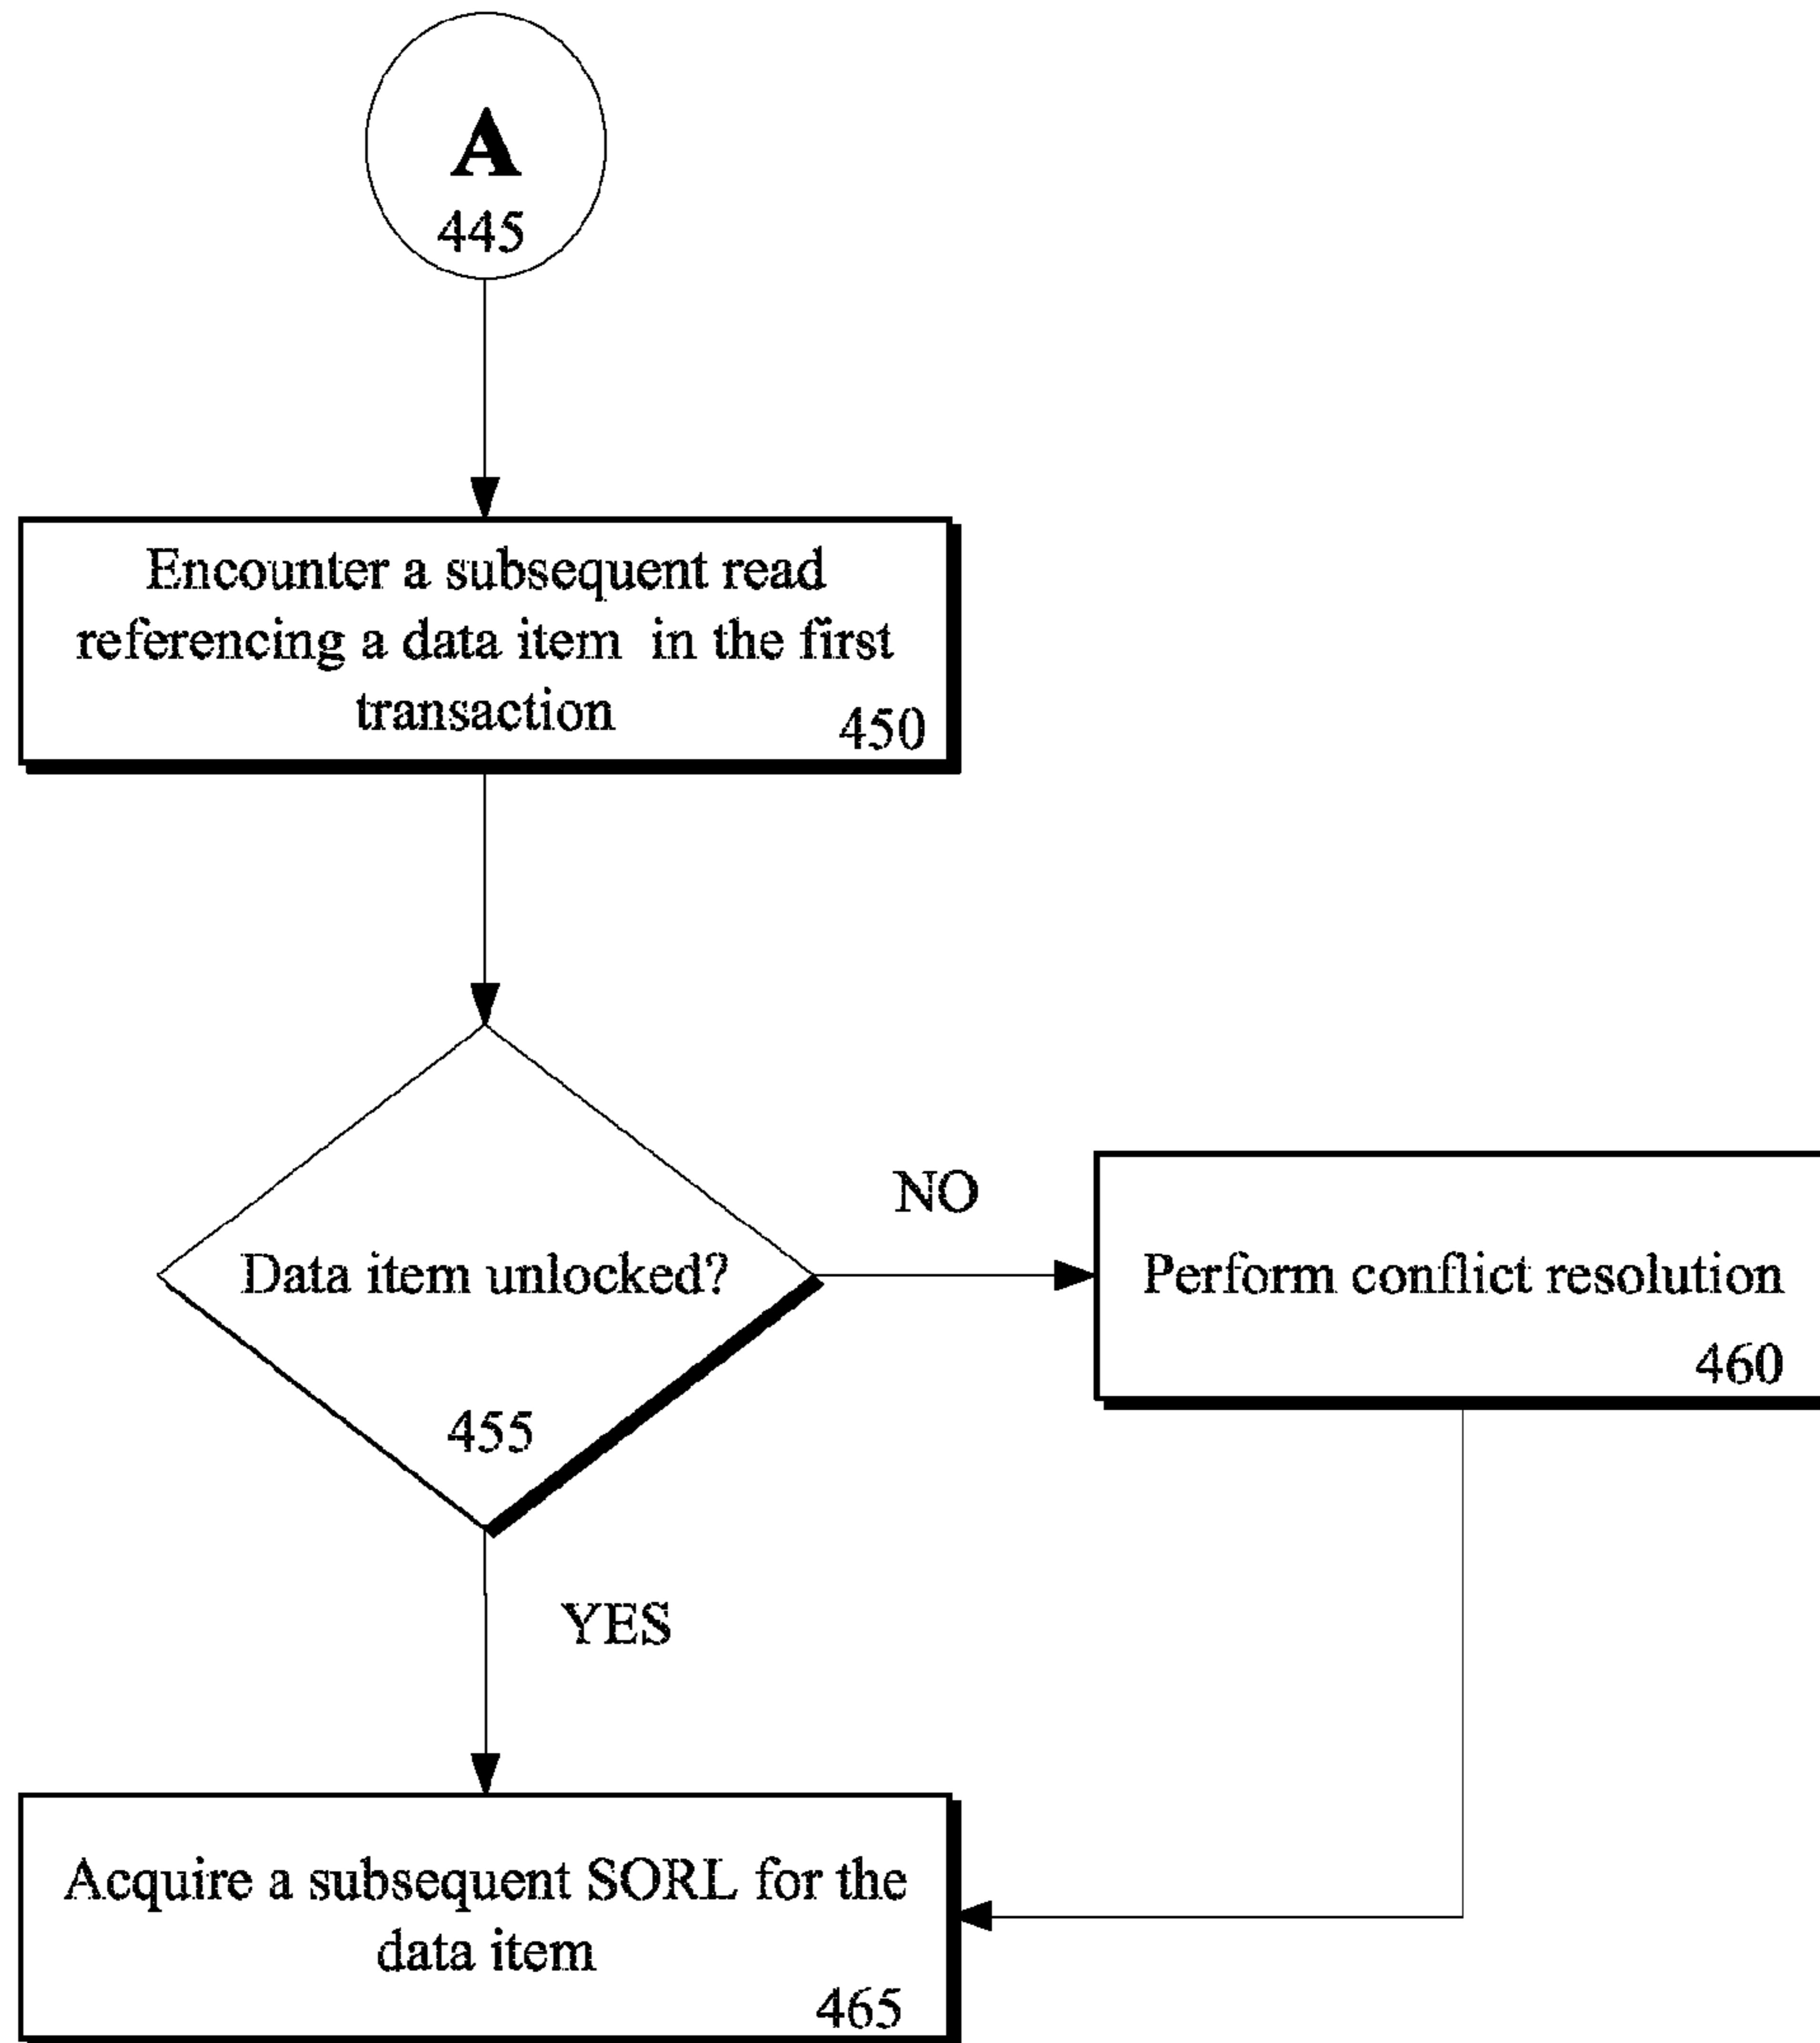 A
445
Encounter a subsequent read
referencing a data item in the first
transaction
450
Data item unlocked?
455
NO
Perform conflict resolution
460
YES
Acquire a subsequent SORL for the
data item
465